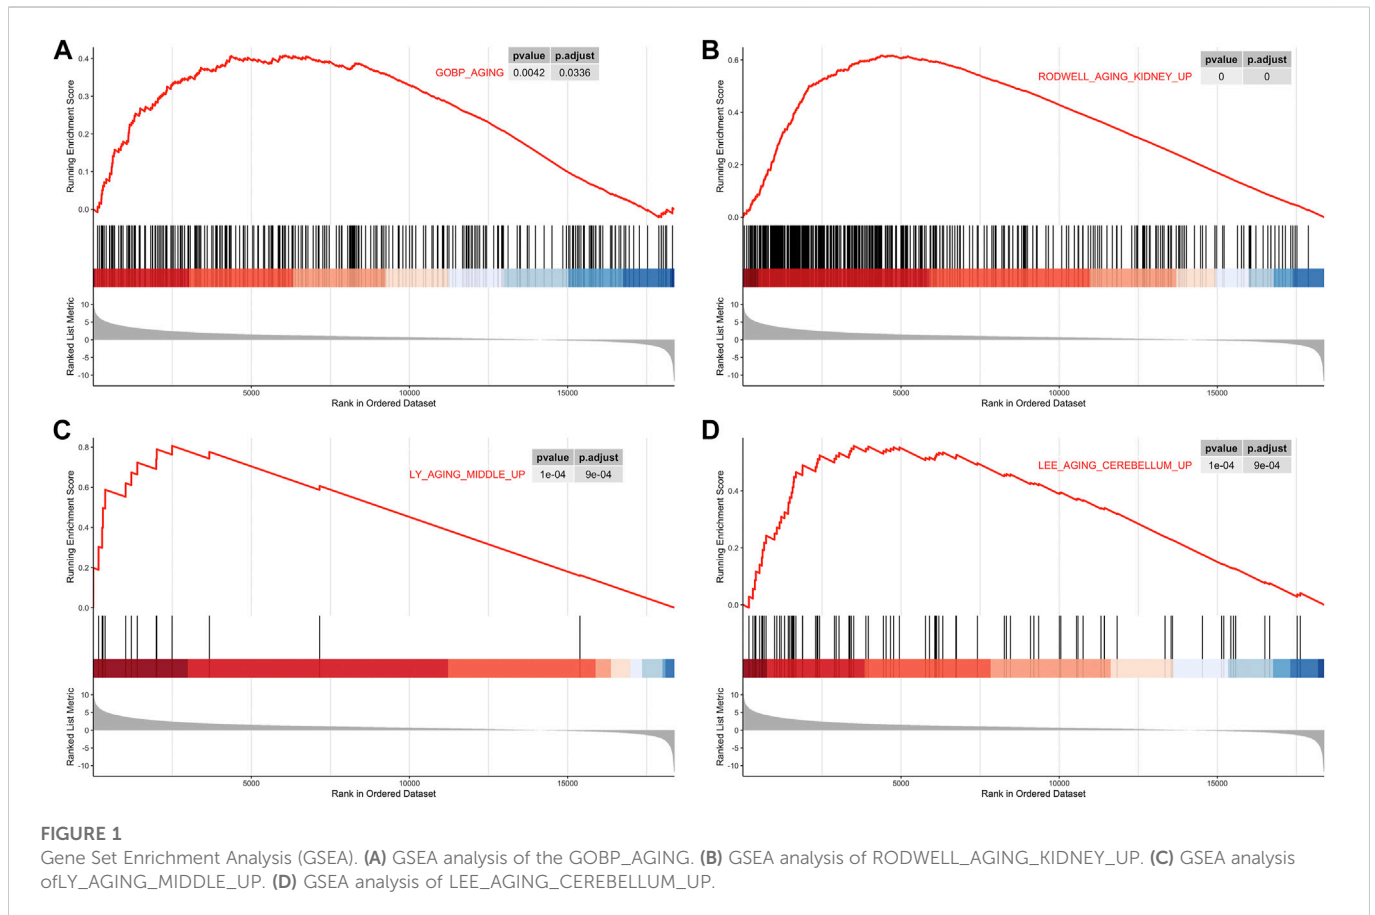 A
pvalue p.adjust
GOBP_AGING 0.0042 0.0336
Running Enrichment Score
0.4
0.3
0.2
0.1
0.0
Ranked List Metric
10
5
0
-5
-10
5000 10000 15000
Rank in Ordered Dataset
B
pvalue p.adjust
RODWELL_AGING_KIDNEY_UP 0 0
Running Enrichment Score
0.6
0.4
0.2
0.0
Ranked List Metric
10
5
0
-5
-10
5000 10000 15000
Rank in Ordered Dataset
C
pvalue p.adjust
LY_AGING_MIDDLE_UP 1e-04 9e-04
Running Enrichment Score
0.8
0.6
0.4
0.2
0.0
Ranked List Metric
10
5
0
-5
-10
5000 10000 15000
Rank in Ordered Dataset
D
pvalue p.adjust
LEE_AGING_CEREBELLUM_UP 1e-04 9e-04
Running Enrichment Score
0.4
0.2
0.0
Ranked List Metric
10
5
0
-5
-10
5000 10000 15000
Rank in Ordered Dataset
FIGURE 1
Gene Set Enrichment Analysis (GSEA). (A) GSEA analysis of the GOBP_AGING. (B) GSEA analysis of RODWELL_AGING_KIDNEY_UP. (C) GSEA analysis
ofLY_AGING_MIDDLE_UP. (D) GSEA analysis of LEE_AGING_CEREBELLUM_UP.